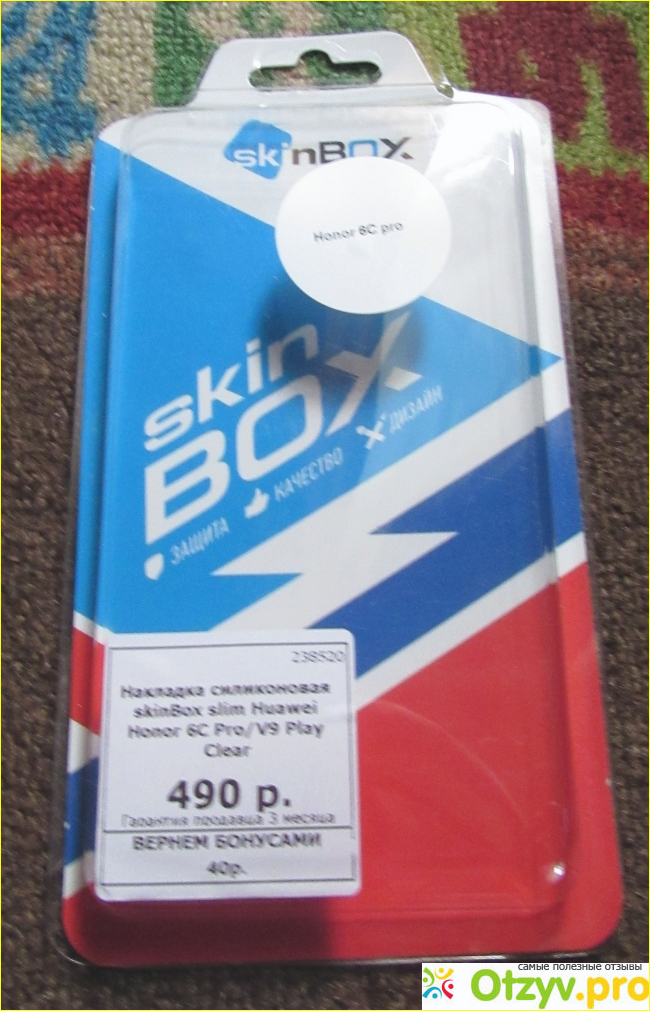 skinBOX
Honor 6C pro
skin
BOX
ЗАЩИТА
КАЧЕСТВО
ДИЗАЙН
238520
Накладка силиконовая
skinBox slim Huawei
Honor 6C Pro/V9 Play
Clear
490 р.
Гарантия продавца 3 месяца
ВЕРНЕМ БОНУСАМИ
40р.
самые полезные отзывы
Otzyv.pro